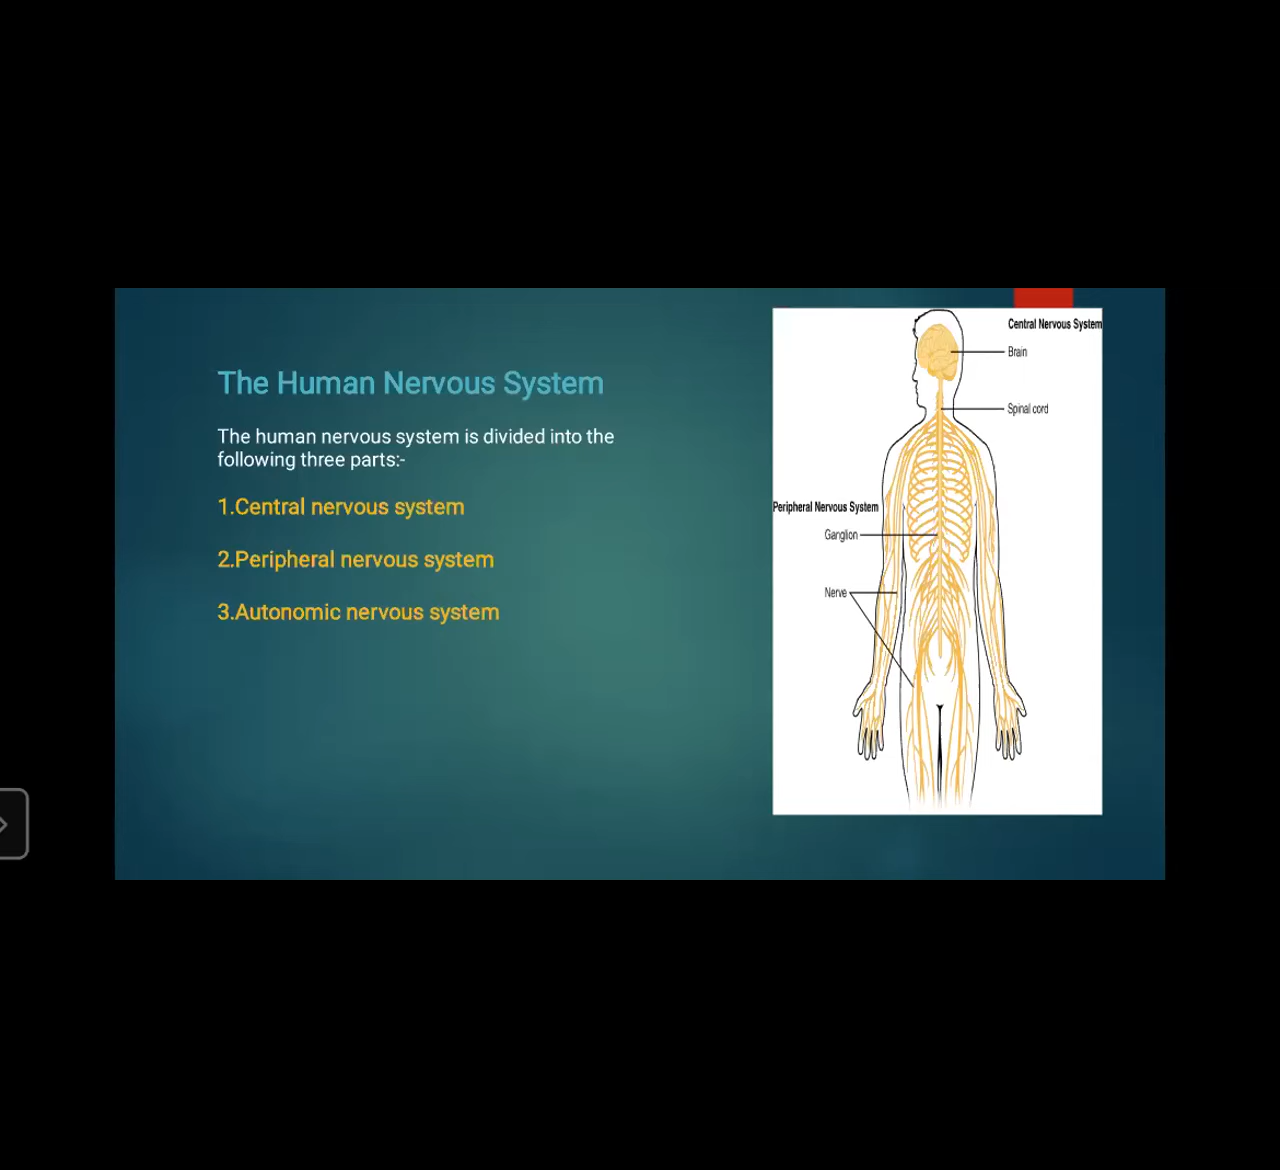 The Human Nervous System
The human nervous system is divided into the
following three parts:-
1.Central nervous system
2.Peripheral nervous system
3.Autonomic nervous system
Central Nervous System
Brain
Spinal cord
Peripheral Nervous System
Ganglion
Nerve